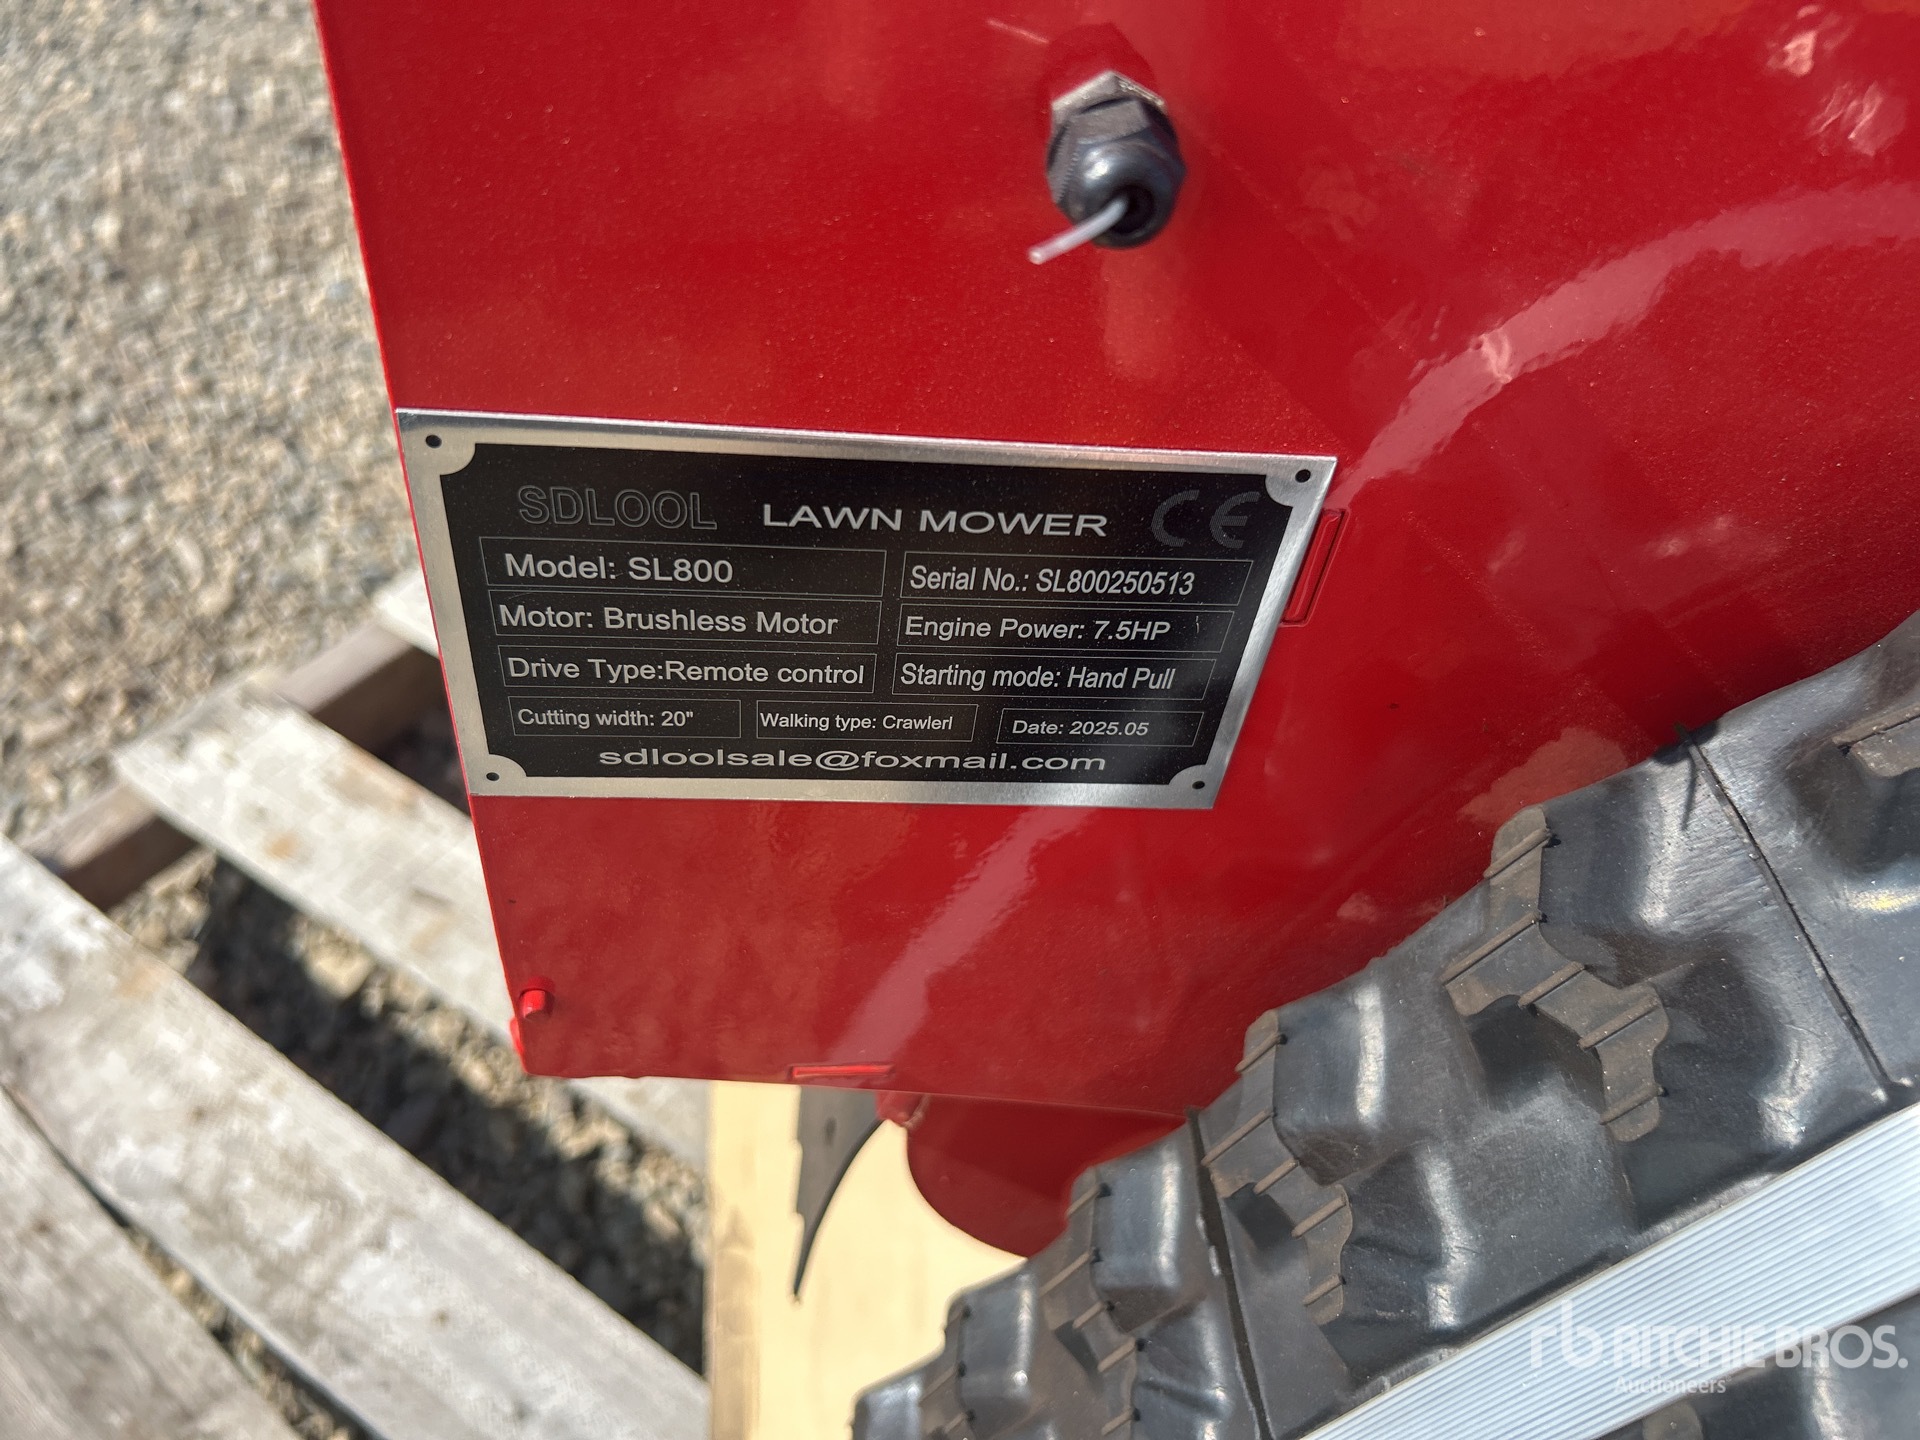 SDLOOL LAWN MOWER CE
Model: SL800 Serial No.: SL800250513
Motor: Brushless Motor Engine Power: 7.5HP
Drive Type:Remote control Starting mode: Hand Pull
Cutting width: 20" Walking type: Crawlerl Date: 2025.05
sdloolsale@foxmail.com
rb RITCHIE BROS.
Auctioneers